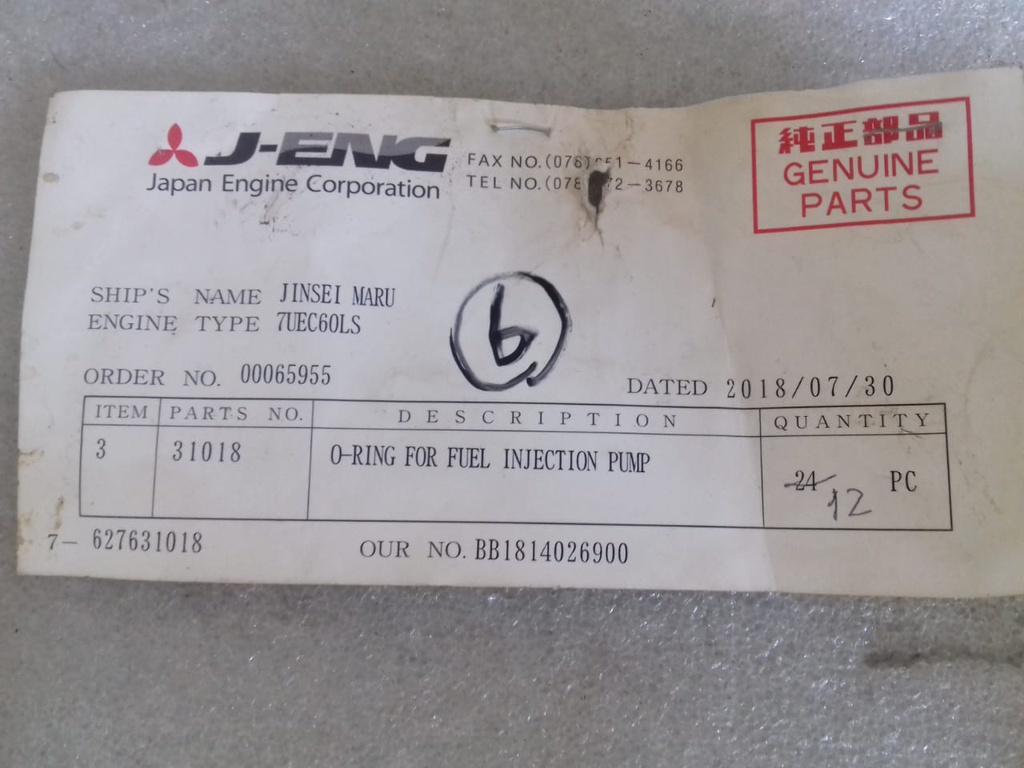 J-ENG
Japan Engine Corporation
FAX NO. 4166
TEL NO. 3678
純正部品
GENUINE
PARTS
SHIP'S NAME JINSEI MARU
ENGINE TYPE 7UEC60LS
6
ORDER NO. 00065955
DATED 2018/07/30
ITEM PARTS NO. DESCRIPTION QUANTITY
3 31018 O-RING FOR FUEL INJECTION PUMP 24 PC
12
7- 627631018 OUR NO. BB1814026900